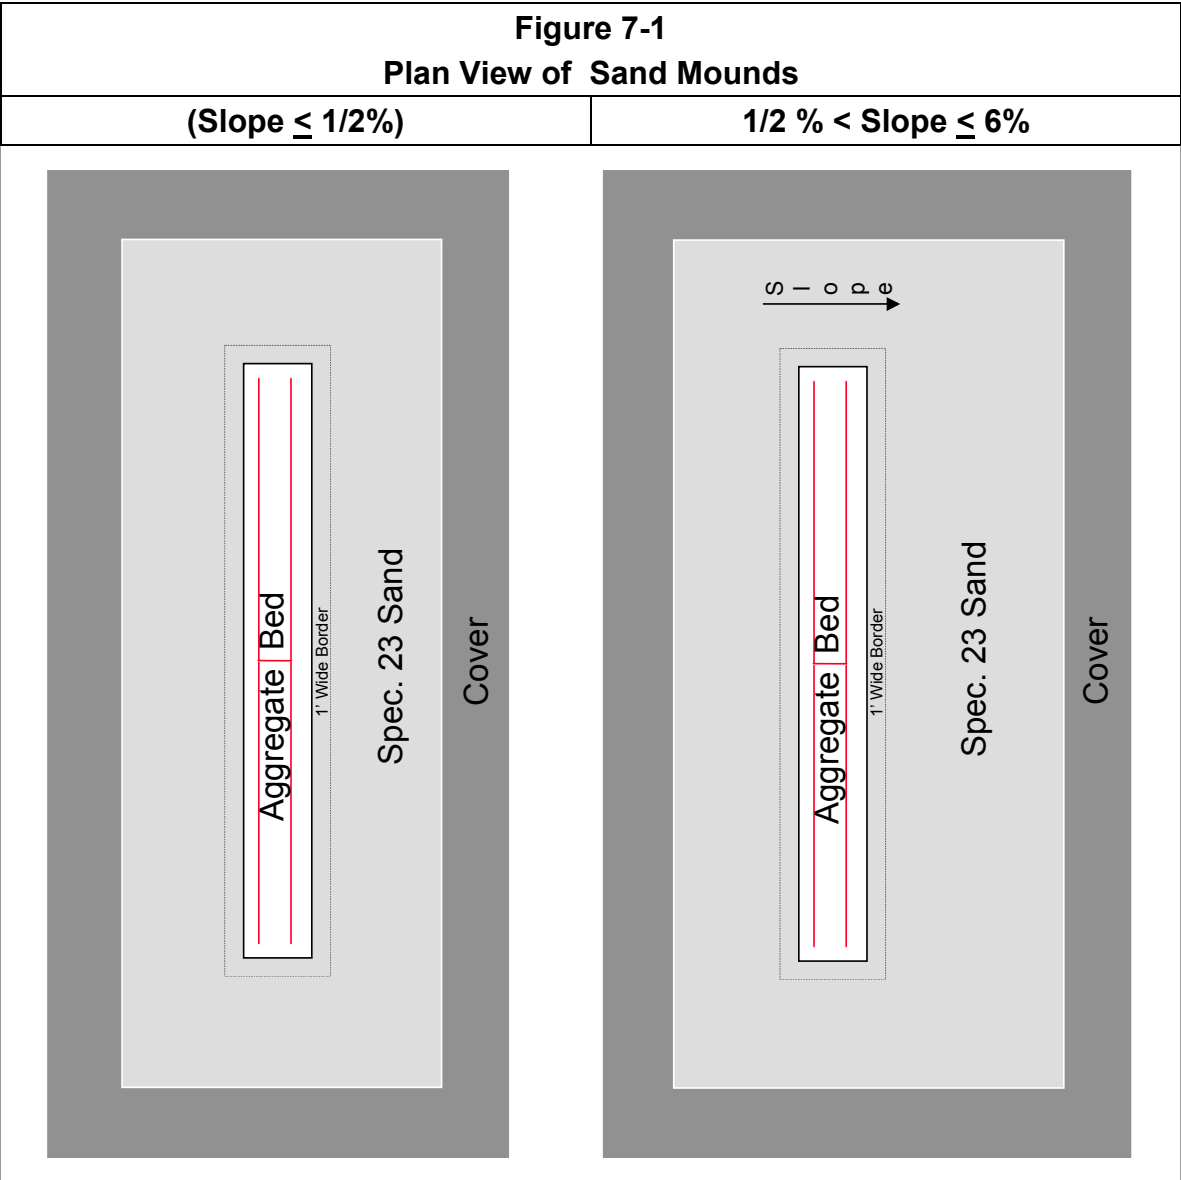 Figure 7-1
Plan View of Sand Mounds
(Slope ≤ 1/2%)
1/2 % < Slope ≤ 6%
Aggregate Bed
1' Wide Border
Spec. 23 Sand
Cover
Slope
Aggregate Bed
1' Wide Border
Spec. 23 Sand
Cover